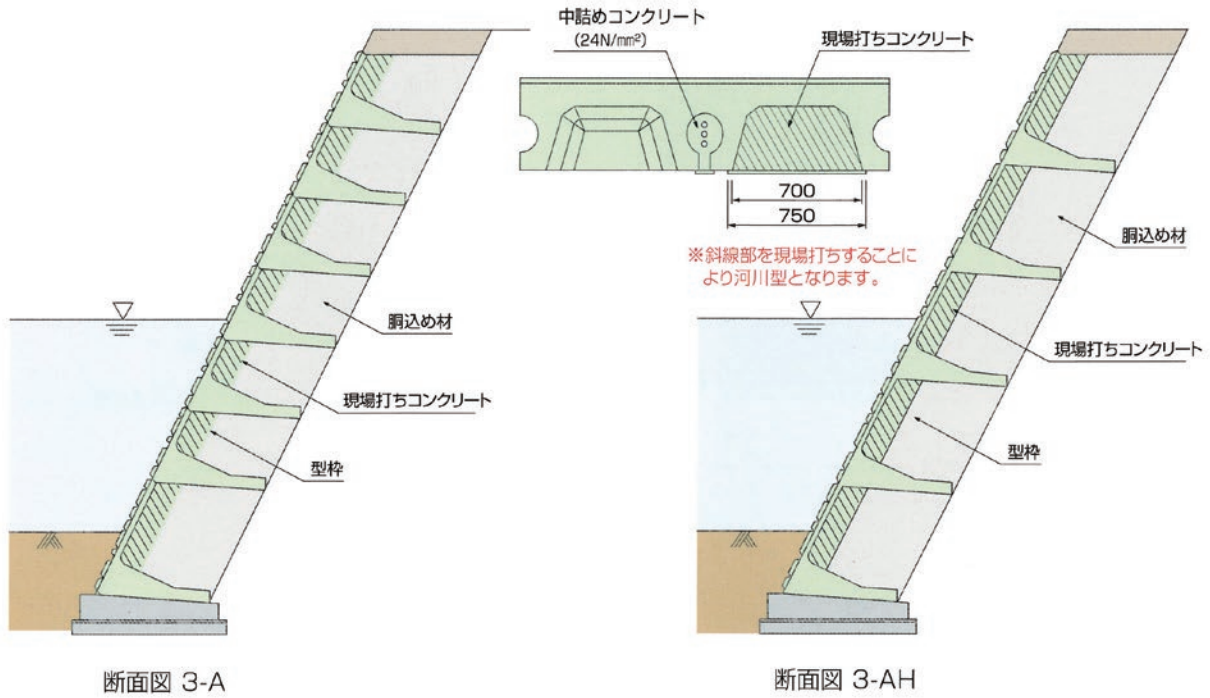 中詰めコンクリート
(24N/mm²)
現場打ちコンクリート
700
750
※斜線部を現場打ちすることに
より河川型となります。
胴込め材
現場打ちコンクリート
型枠
胴込め材
現場打ちコンクリート
型枠
断面図 3-A
断面図 3-AH